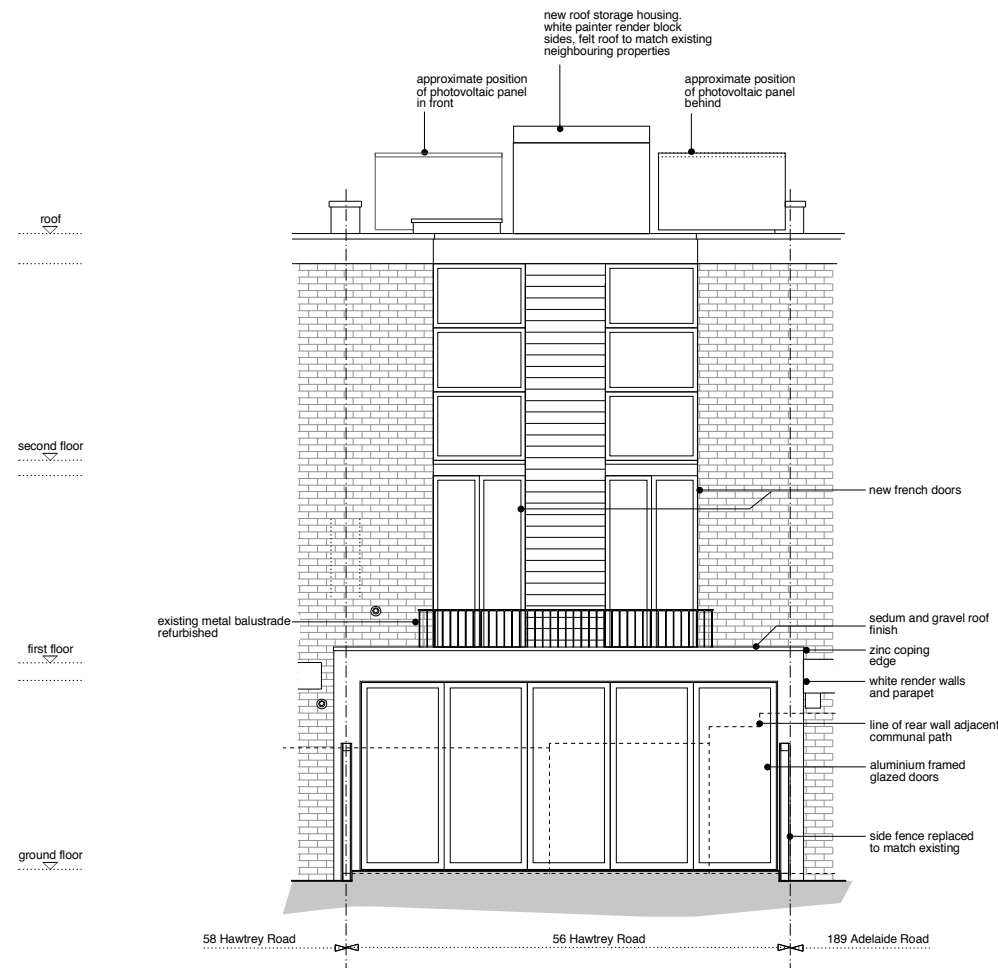 new roof storage housing.
white painter render block
sides, felt roof to match existing
neighbouring properties
approximate position
of photovoltaic panel
in front
approximate position
of photovoltaic panel
behind
roof
second floor
new french doors
existing metal balustrade
refurbished
sedum and gravel roof
finish
first floor
zinc coping
edge
white render walls
and parapet
line of rear wall adjacent
communal path
aluminium framed
glazed doors
side fence replaced
to match existing
ground floor
58 Hawtrey Road
56 Hawtrey Road
189 Adelaide Road